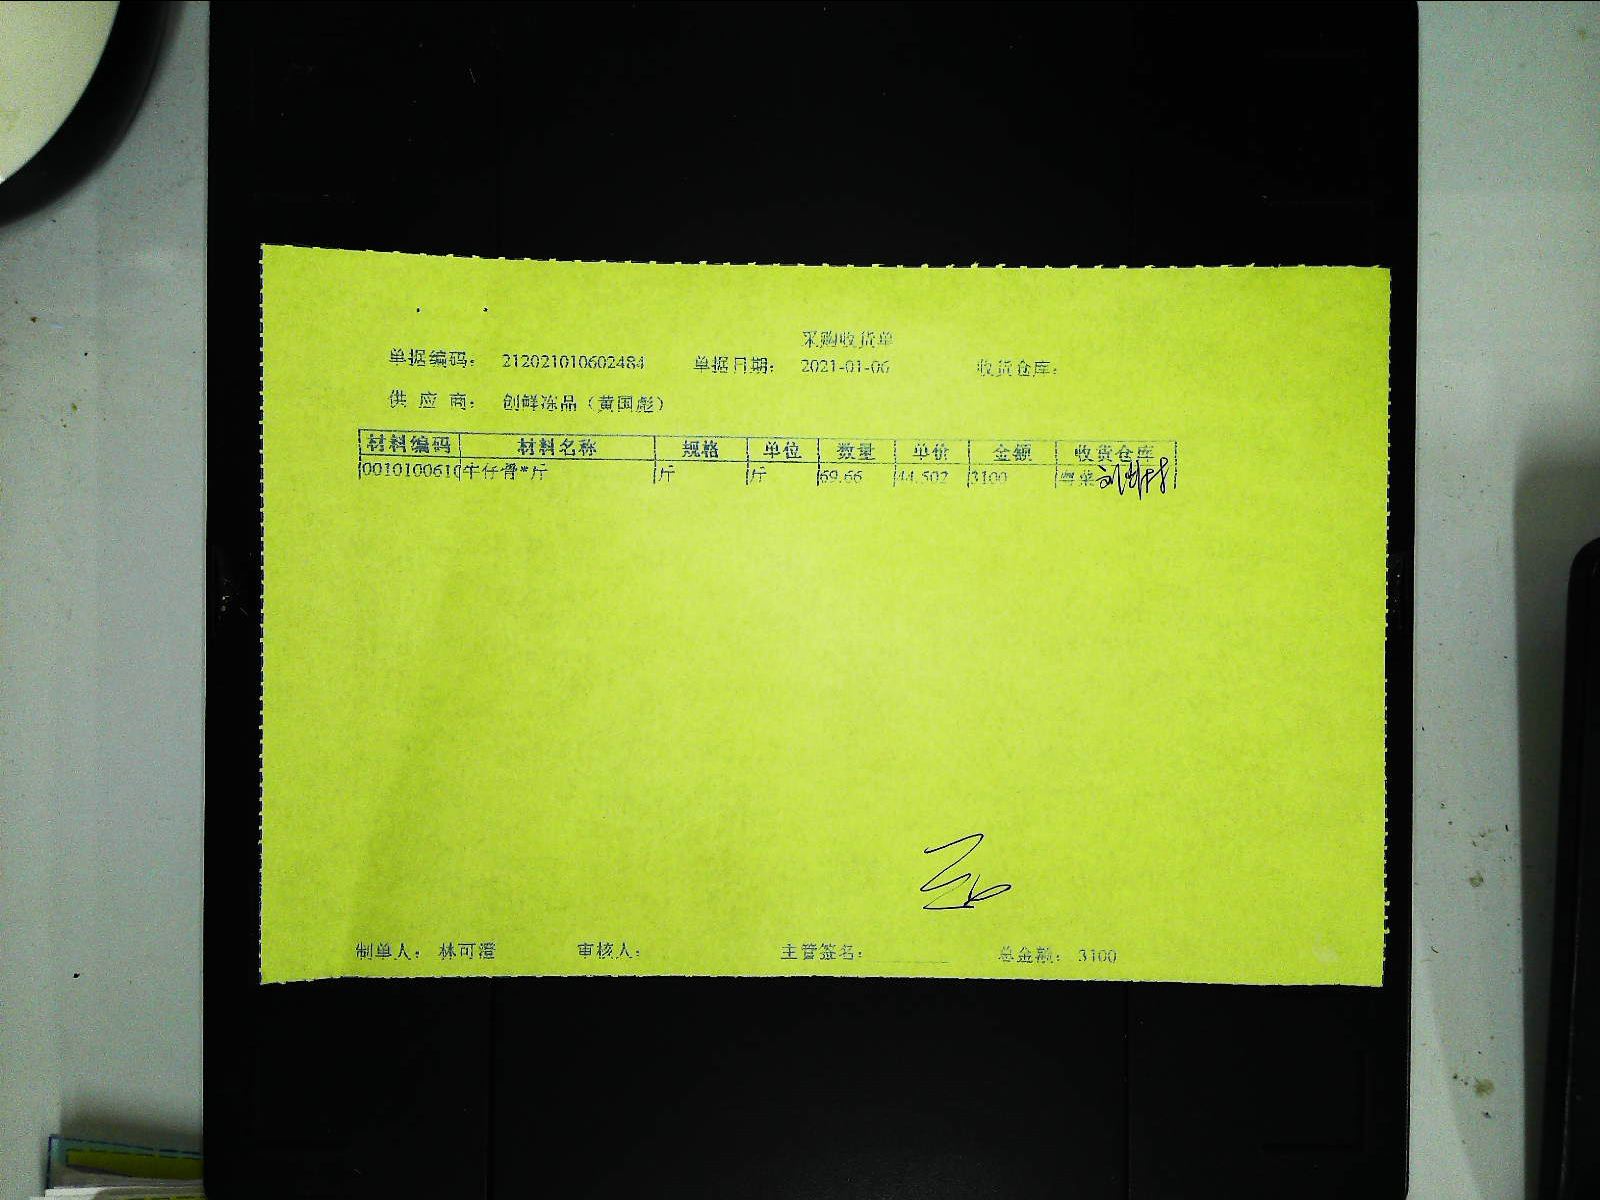 采购收货单
单据编码： 212021010602484 单据日期： 2021-01-06 收货仓库：
供 应 商： 创鲜冻品（黄国彪）
材料编码 材料名称 规格 单位 数量 单价 金额 收货仓库
0010100610 牛仔骨*斤 斤 斤 69.66 44.502 3100 粤菜
制单人： 林可澄 审核人： 主管签名： 总金额： 3100